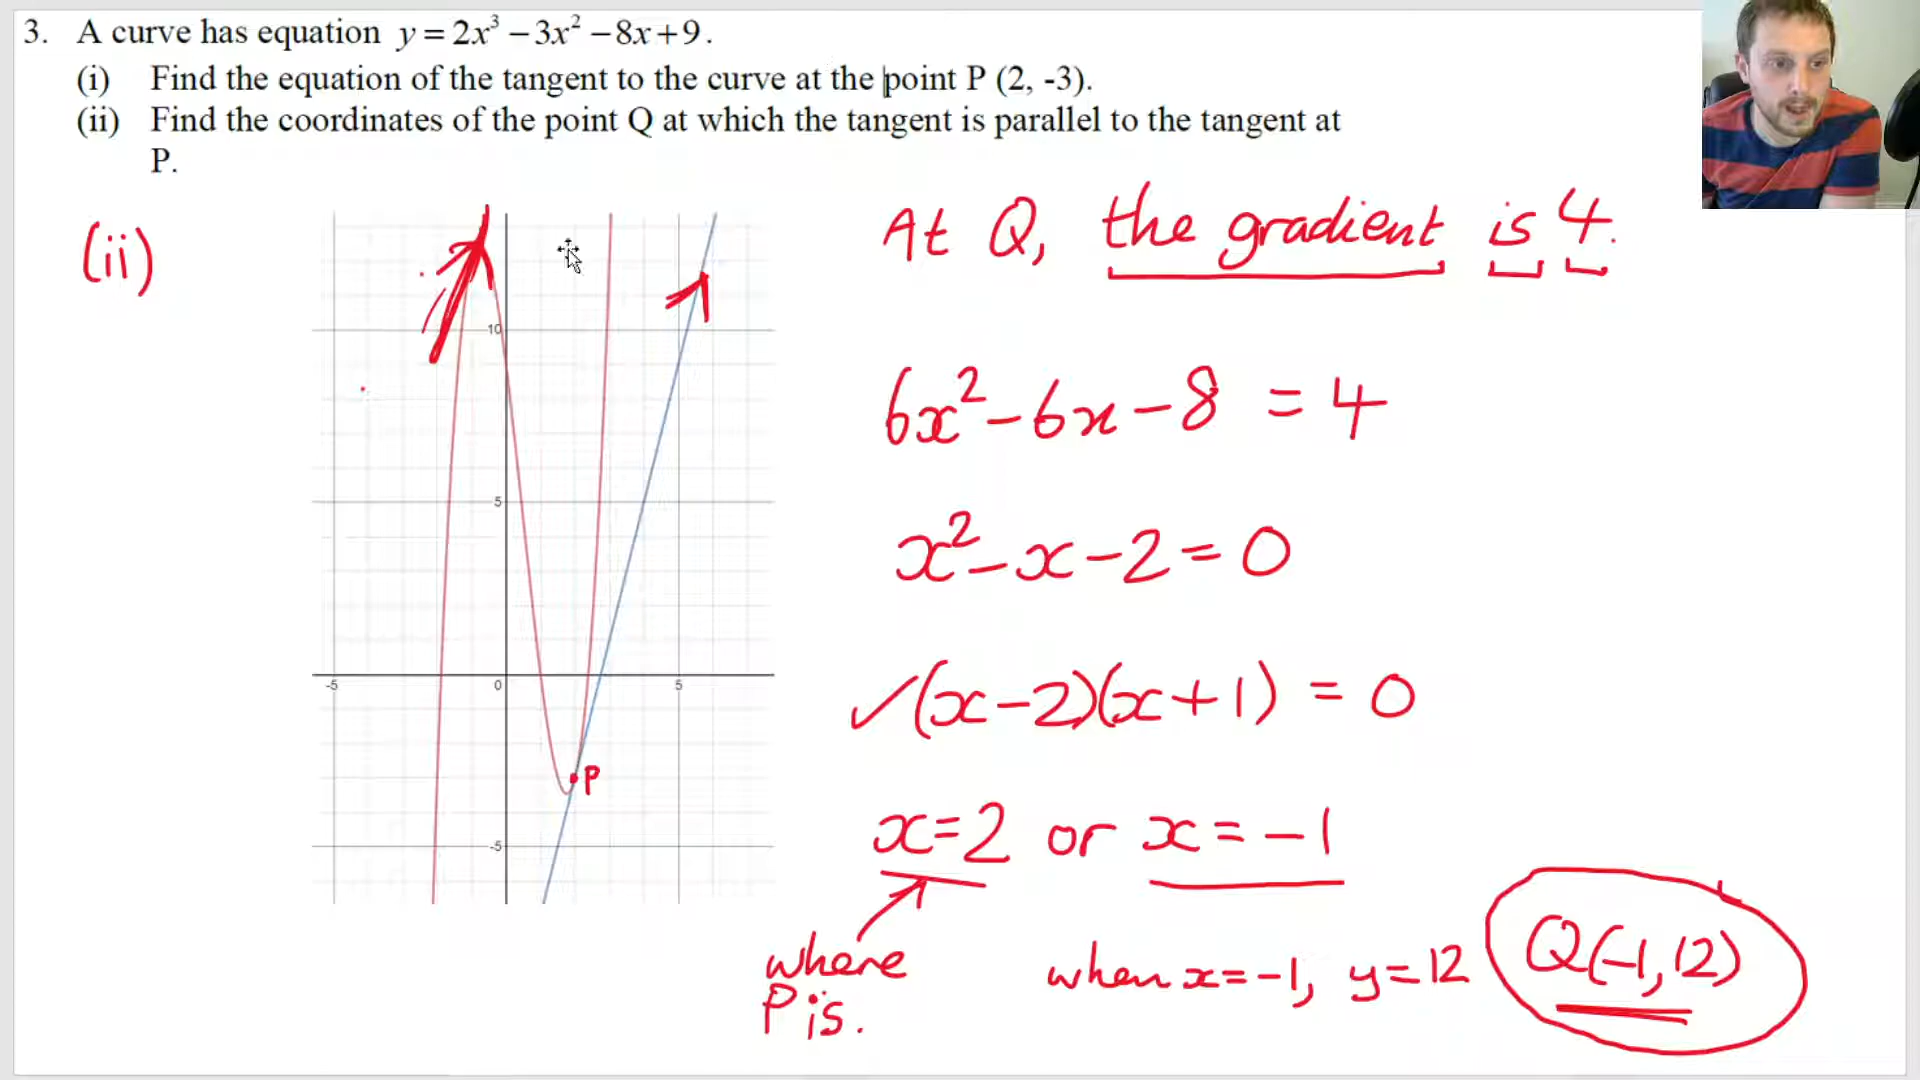 3. A curve has equation y = 2x³ − 3x² − 8x + 9.
(i) Find the equation of the tangent to the curve at the point P (2, -3).
(ii) Find the coordinates of the point Q at which the tangent is parallel to the tangent at
P.
(ii)
At Q, the gradient is 4.
10
6x² − 6x − 8 = 4
5
x² − x − 2 = 0
-5 0 5
✓(x − 2)(x + 1) = 0
P
-5
x = 2 or x = −1
where
P is.
when x = −1, y = 12
Q(−1, 12)